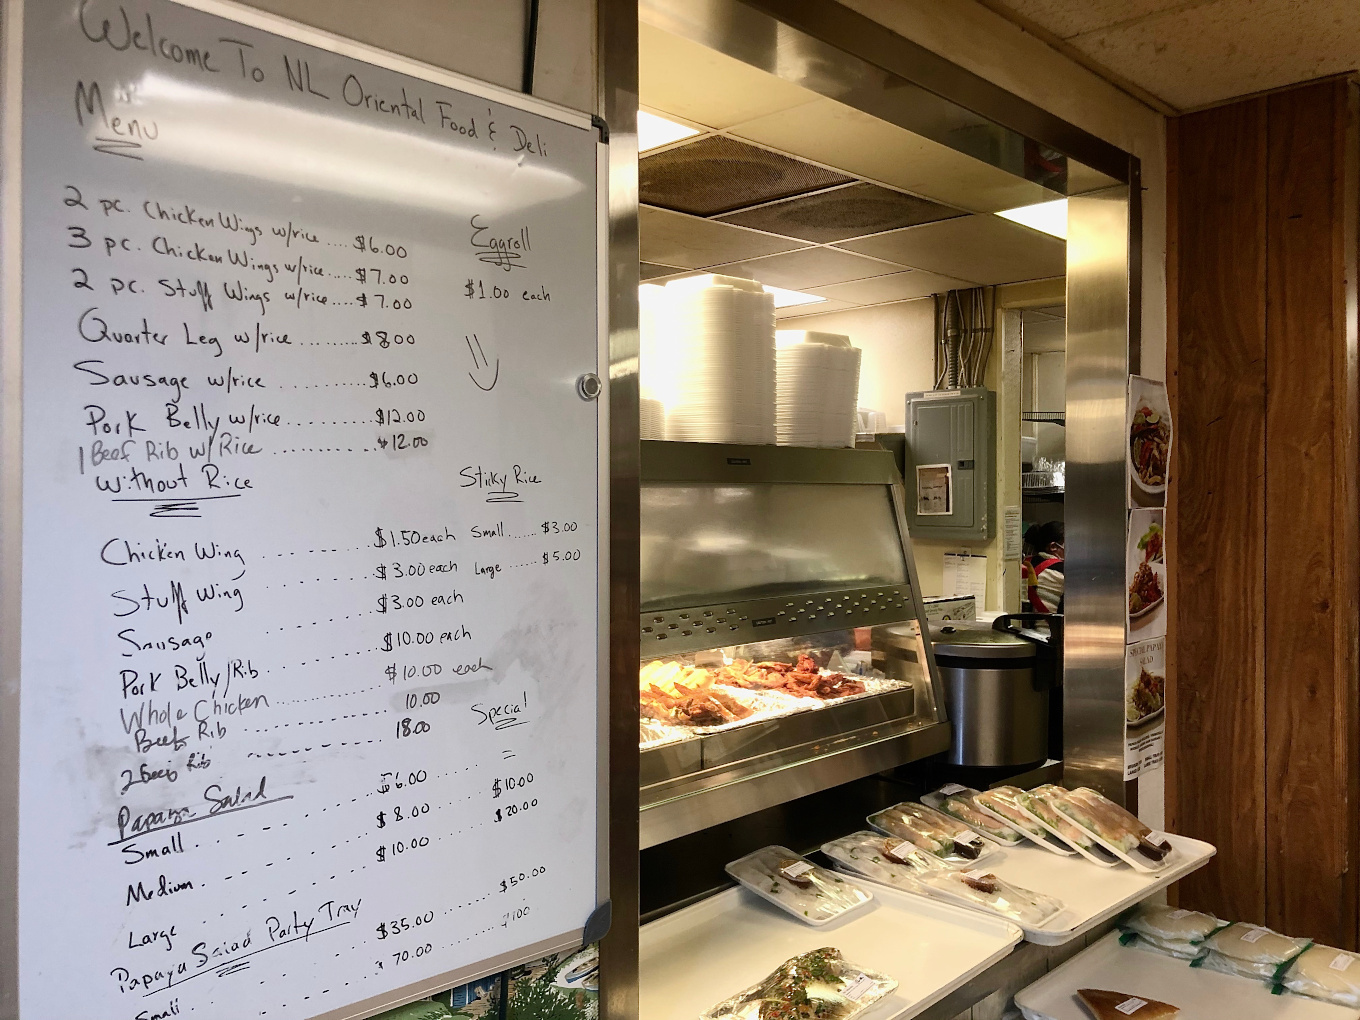 Welcome To NL Oriental Food & Deli
Menu
2 pc. Chicken Wings w/rice .... $6.00
3 pc. Chicken Wings w/rice..... $7.00
2 pc. Stuff Wings w/rice.... $7.00
Quarter Leg w/rice ......... $8.00
Sausage w/rice ............ $6.00
Pork Belly w/rice ........... $12.00
1 Beef Rib w/ Rice ........... $12.00
Eggroll
$1.00 each
Without Rice
Chicken Wing ......... $1.50 each
Stuff Wing ......... $3.00 each
Sausage ......... $3.00 each
Pork Belly/Rib ......... $10.00 each
Whole Chicken ......... $10.00 each
Beef Rib ......... 10.00
2 Beef Rib ......... 18.00
Sticky Rice
Small ...... $3.00
Large ...... $5.00
Papaya Salad
Special
Small ......... $6.00
Medium ......... $8.00 ...... $10.00
Large ......... $10.00 ...... $20.00
Papaya Salad Party Tray
Small ......... $35.00 ...... $50.00
70.00 ......
SPECIAL PAPAYA
SALAD